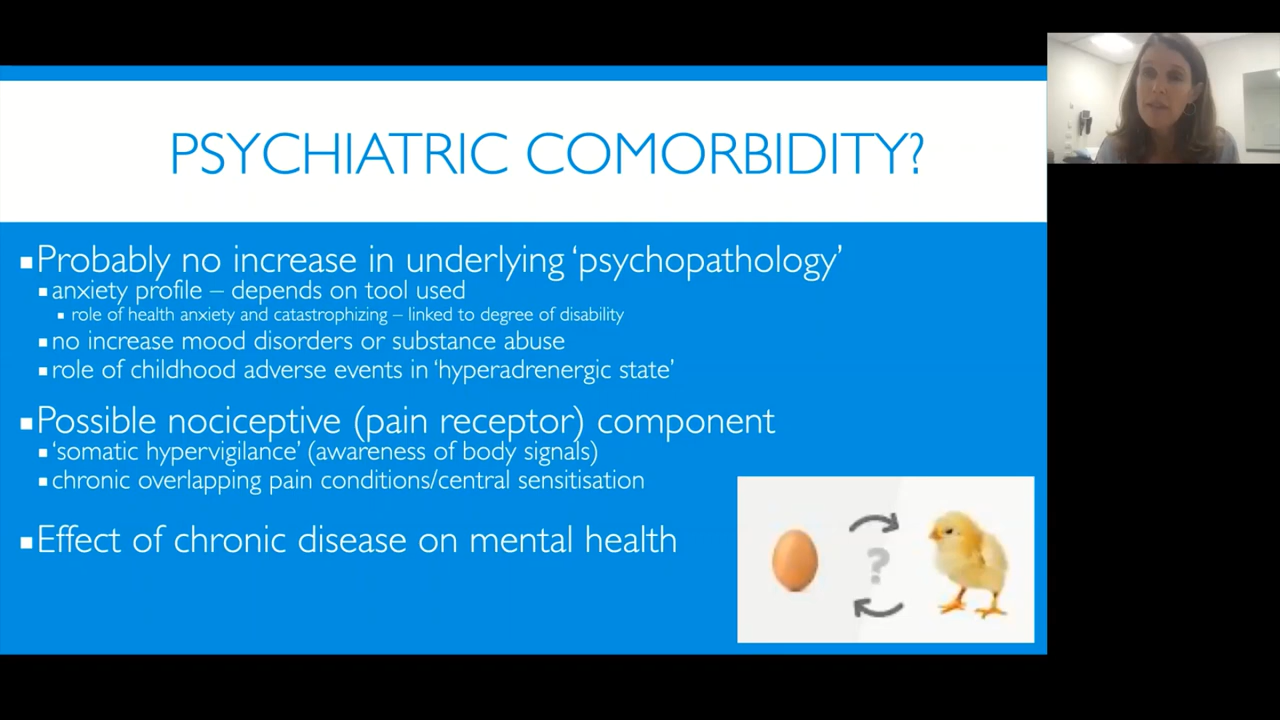 PSYCHIATRIC COMORBIDITY?
▪Probably no increase in underlying ‘psychopathology’
▪anxiety profile – depends on tool used
▪ role of health anxiety and catastrophizing – linked to degree of disability
▪no increase mood disorders or substance abuse
▪role of childhood adverse events in ‘hyperadrenergic state’
▪Possible nociceptive (pain receptor) component
▪‘somatic hypervigilance’ (awareness of body signals)
▪chronic overlapping pain conditions/central sensitisation
▪Effect of chronic disease on mental health
?